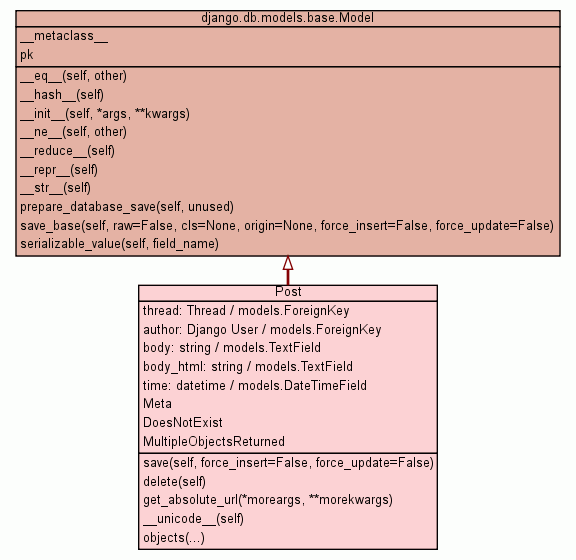 django.db.models.base.Model
__metaclass__
pk
__eq__(self, other)
__hash__(self)
__init__(self, *args, **kwargs)
__ne__(self, other)
__reduce__(self)
__repr__(self)
__str__(self)
prepare_database_save(self, unused)
save_base(self, raw=False, cls=None, origin=None, force_insert=False, force_update=False)
serializable_value(self, field_name)
Post
thread: Thread / models.ForeignKey
author: Django User / models.ForeignKey
body: string / models.TextField
body_html: string / models.TextField
time: datetime / models.DateTimeField
Meta
DoesNotExist
MultipleObjectsReturned
save(self, force_insert=False, force_update=False)
delete(self)
get_absolute_url(*moreargs, **morekwargs)
__unicode__(self)
objects(...)